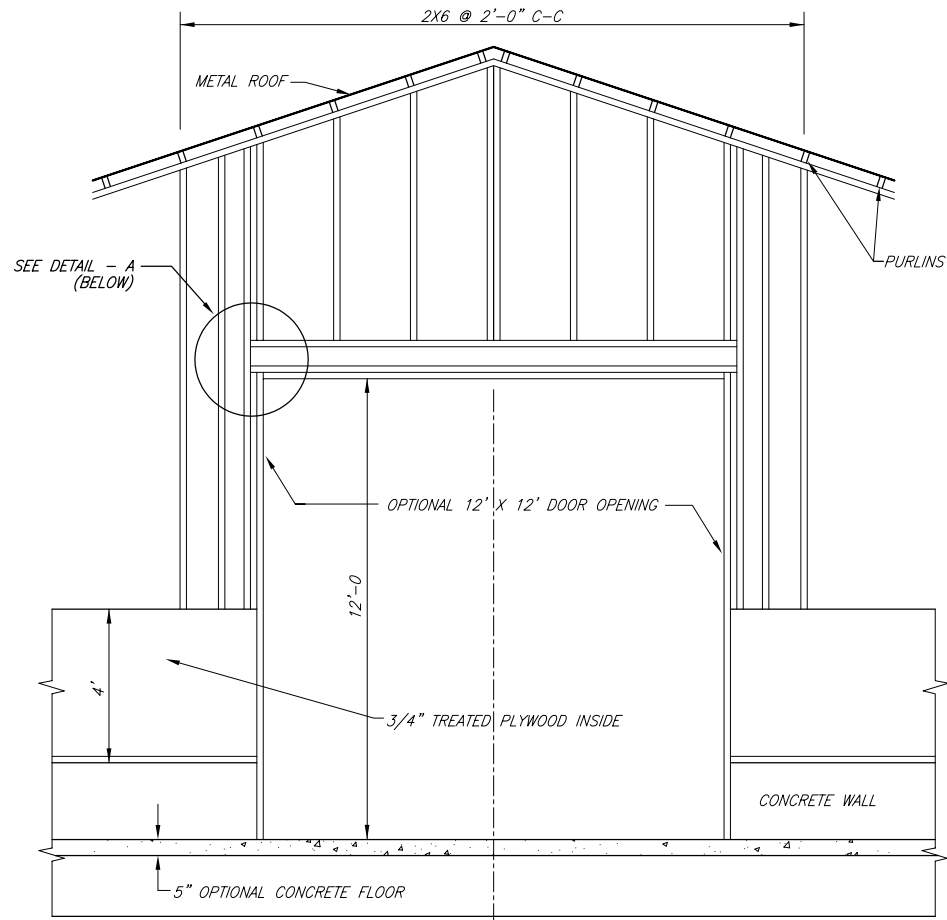 2X6 @ 2'-0" C-C
METAL ROOF
SEE DETAIL - A
(BELOW)
PURLINS
OPTIONAL 12' X 12' DOOR OPENING
12'-0
4'
3/4" TREATED PLYWOOD INSIDE
CONCRETE WALL
5" OPTIONAL CONCRETE FLOOR